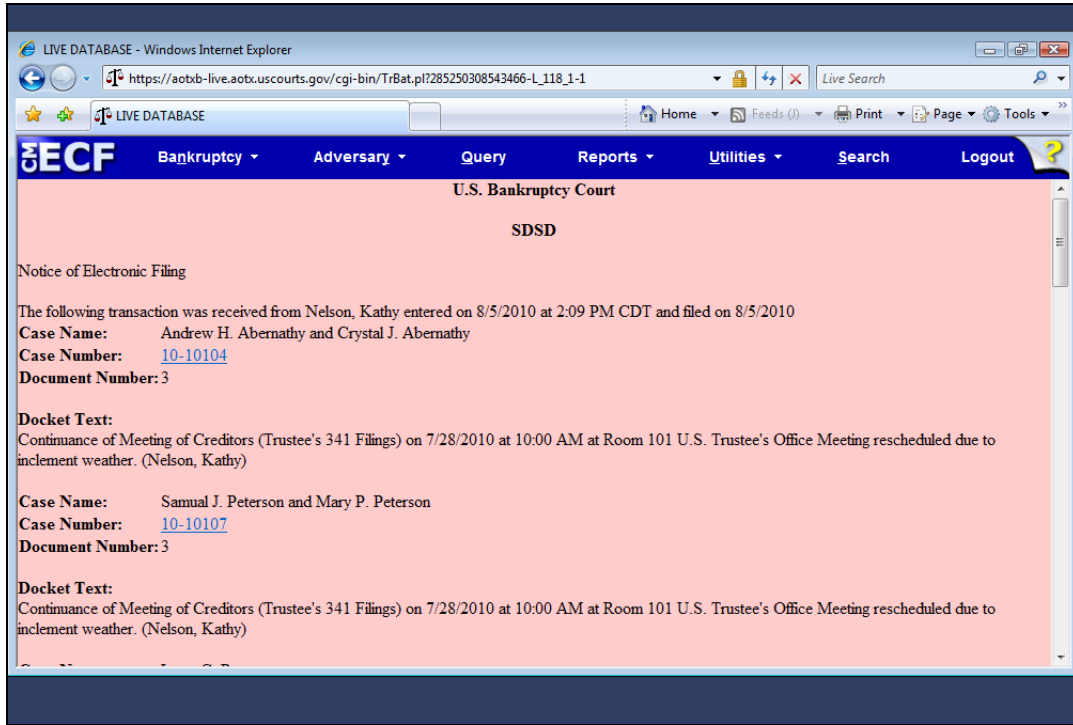 LIVE DATABASE - Windows Internet Explorer
https://aotxb-live.aotx.uscourts.gov/cgi-bin/TrBat.pl?285250308543466-L_118_1-1
Live Search
LIVE DATABASE
Home Feeds (J) Print Page Tools »
CM ECF Bankruptcy Adversary Query Reports Utilities Search Logout ?
U.S. Bankruptcy Court
SDSD
Notice of Electronic Filing
The following transaction was received from Nelson, Kathy entered on 8/5/2010 at 2:09 PM CDT and filed on 8/5/2010
Case Name: Andrew H. Abernathy and Crystal J. Abernathy
Case Number: 10-10104
Document Number: 3
Docket Text:
Continuance of Meeting of Creditors (Trustee's 341 Filings) on 7/28/2010 at 10:00 AM at Room 101 U.S. Trustee's Office Meeting rescheduled due to
inclement weather. (Nelson, Kathy)
Case Name: Samual J. Peterson and Mary P. Peterson
Case Number: 10-10107
Document Number: 3
Docket Text:
Continuance of Meeting of Creditors (Trustee's 341 Filings) on 7/28/2010 at 10:00 AM at Room 101 U.S. Trustee's Office Meeting rescheduled due to
inclement weather. (Nelson, Kathy)